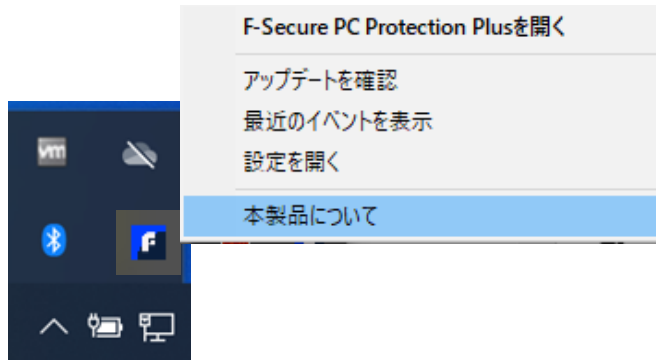 F-Secure PC Protection Plusを開く
アップデートを確認
最近のイベントを表示
設定を開く
本製品について
vm
F